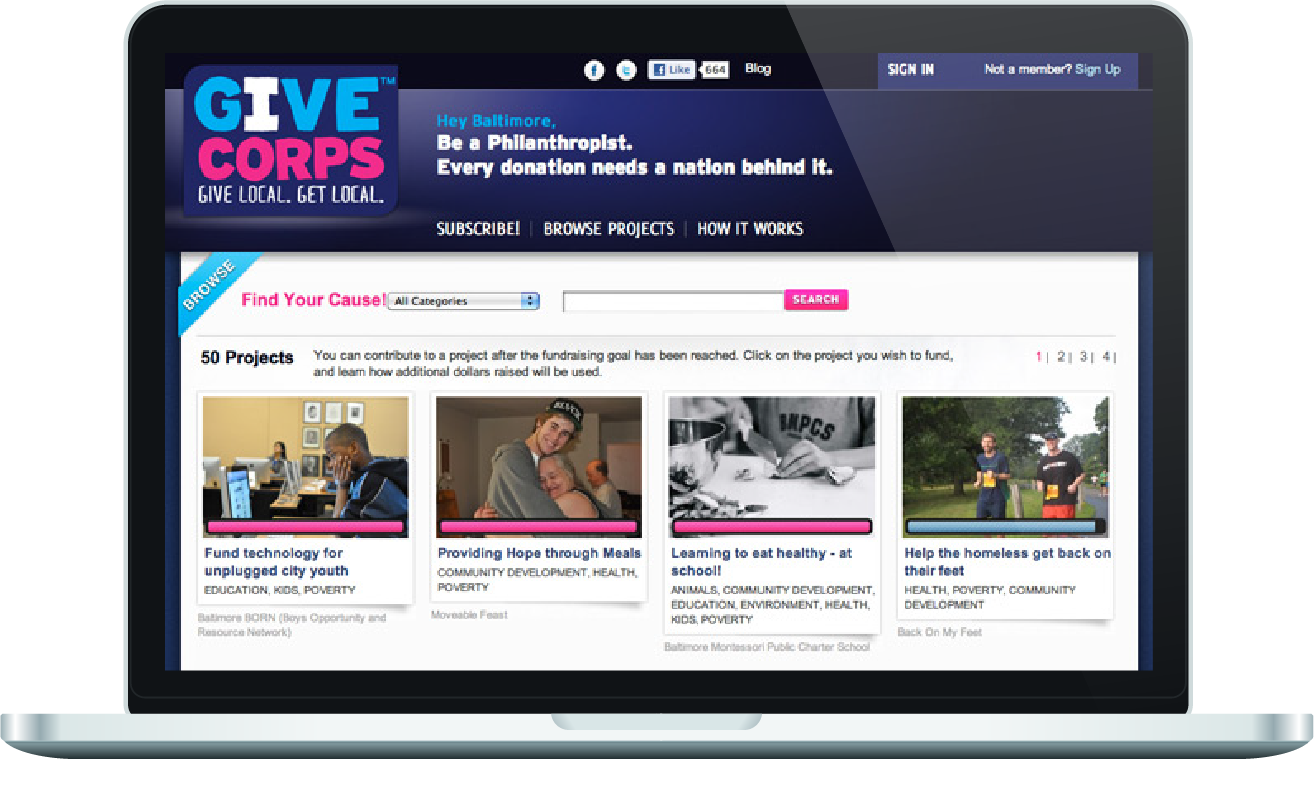 GIVE™
CORPS
GIVE LOCAL. GET LOCAL.
Like 664 Blog
SIGN IN Not a member? Sign Up
Hey Baltimore,
Be a Philanthropist.
Every donation needs a nation behind it.
SUBSCRIBE! | BROWSE PROJECTS | HOW IT WORKS
BROWSE
Find Your Cause! All Categories SEARCH
50 Projects
You can contribute to a project after the fundraising goal has been reached. Click on the project you wish to fund,
and learn how additional dollars raised will be used.
1 | 2 | 3 | 4 |
BMPCS
Fund technology for
unplugged city youth
EDUCATION, KIDS, POVERTY
Baltimore BORN (Boys Opportunity and
Resource Network)
Providing Hope through Meals
COMMUNITY DEVELOPMENT, HEALTH,
POVERTY
Moveable Feast
Learning to eat healthy - at
school!
ANIMALS, COMMUNITY DEVELOPMENT,
EDUCATION, ENVIRONMENT, HEALTH,
KIDS, POVERTY
Baltimore Montessori Public Charter School
Help the homeless get back on
their feet
HEALTH, POVERTY, COMMUNITY
DEVELOPMENT
Back On My Feet